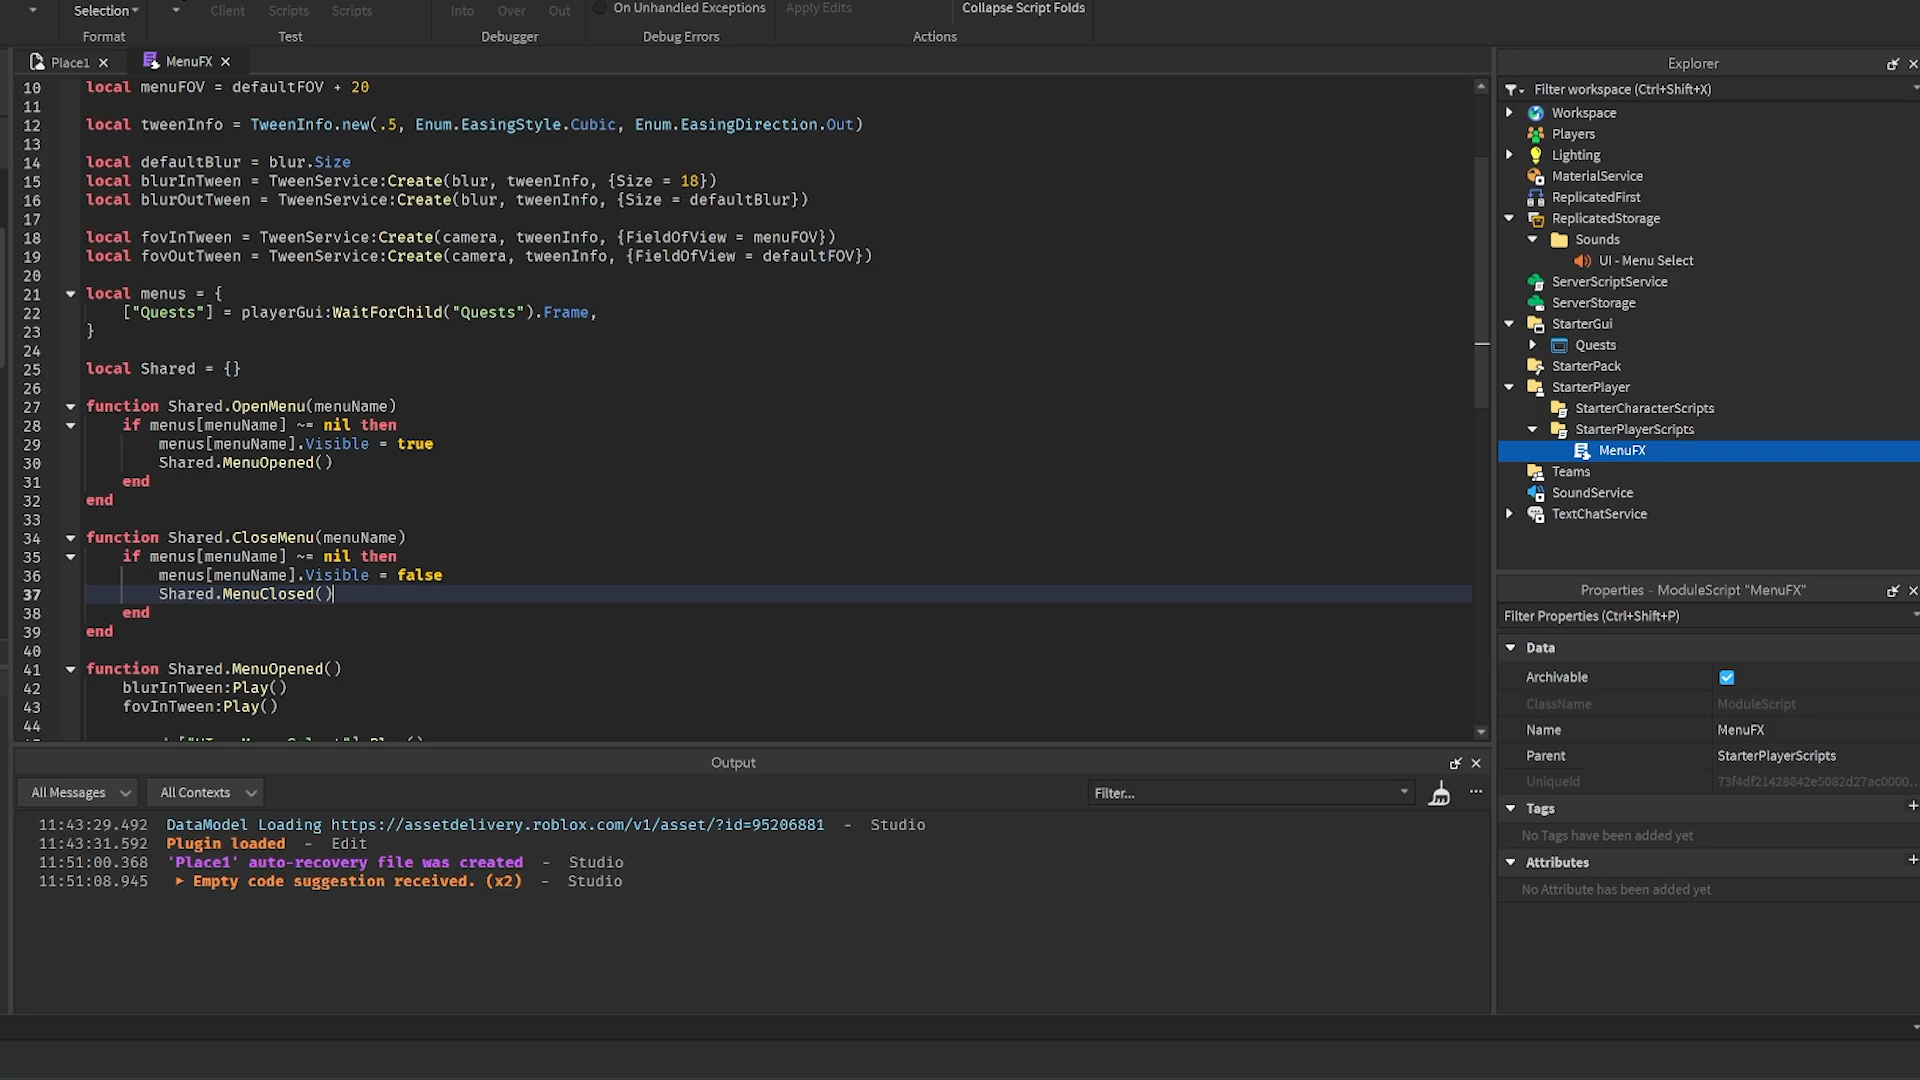 Selection
Client
Scripts
Scripts
Into
Over
Out
On Unhandled Exceptions
Apply Edits
Collapse Script Folds
Format
Test
Debugger
Debug Errors
Actions
Place1
MenuFX
10 local menuFOV = defaultFOV + 20
11
12 local tweenInfo = TweenInfo.new(.5, Enum.EasingStyle.Cubic, Enum.EasingDirection.Out)
13
14 local defaultBlur = blur.Size
15 local blurInTween = TweenService:Create(blur, tweenInfo, {Size = 18})
16 local blurOutTween = TweenService:Create(blur, tweenInfo, {Size = defaultBlur})
17
18 local fovInTween = TweenService:Create(camera, tweenInfo, {FieldOfView = menuFOV})
19 local fovOutTween = TweenService:Create(camera, tweenInfo, {FieldOfView = defaultFOV})
20
21 local menus = {
22 ["Quests"] = playerGui:WaitForChild("Quests").Frame,
23 }
24
25 local Shared = {}
26
27 function Shared.OpenMenu(menuName)
28 if menus[menuName] ~= nil then
29 menus[menuName].Visible = true
30 Shared.MenuOpened()
31 end
32 end
33
34 function Shared.CloseMenu(menuName)
35 if menus[menuName] ~= nil then
36 menus[menuName].Visible = false
37 Shared.MenuClosed()
38 end
39 end
40
41 function Shared.MenuOpened()
42 blurInTween:Play()
43 fovInTween:Play()
44
Output
All Messages
All Contexts
Filter...
11:43:29.492 DataModel Loading https://assetdelivery.roblox.com/v1/asset/?id=95206881 - Studio
11:43:31.592 Plugin loaded - Edit
11:51:00.368 'Place1' auto-recovery file was created - Studio
11:51:08.945 Empty code suggestion received. (x2) - Studio
Explorer
Filter workspace (Ctrl+Shift+X)
Workspace
Players
Lighting
MaterialService
ReplicatedFirst
ReplicatedStorage
Sounds
UI - Menu Select
ServerScriptService
ServerStorage
StarterGui
Quests
StarterPack
StarterPlayer
StarterCharacterScripts
StarterPlayerScripts
MenuFX
Teams
SoundService
TextChatService
Properties - ModuleScript "MenuFX"
Filter Properties (Ctrl+Shift+P)
Data
Archivable
ClassName ModuleScript
Name MenuFX
Parent StarterPlayerScripts
UniqueId 73f4df21428842e5082d27ac0000...
Tags
No Tags have been added yet
Attributes
No Attribute has been added yet